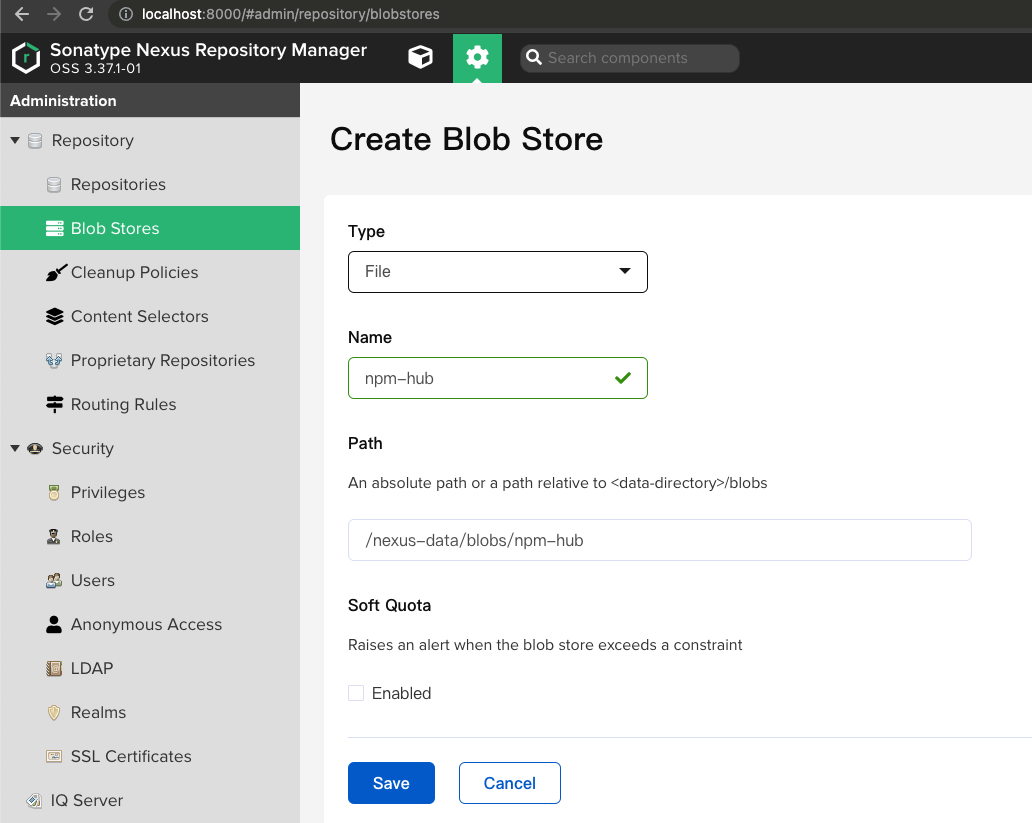 localhost:8000/#admin/repository/blobstores
Sonatype Nexus Repository Manager
OSS 3.37.1-01
Search components
Administration
Repository
Repositories
Blob Stores
Cleanup Policies
Content Selectors
Proprietary Repositories
Routing Rules
Security
Privileges
Roles
Users
Anonymous Access
LDAP
Realms
SSL Certificates
IQ Server
Create Blob Store
Type
File
Name
npm-hub
Path
An absolute path or a path relative to <data-directory>/blobs
/nexus-data/blobs/npm-hub
Soft Quota
Raises an alert when the blob store exceeds a constraint
Enabled
Save
Cancel